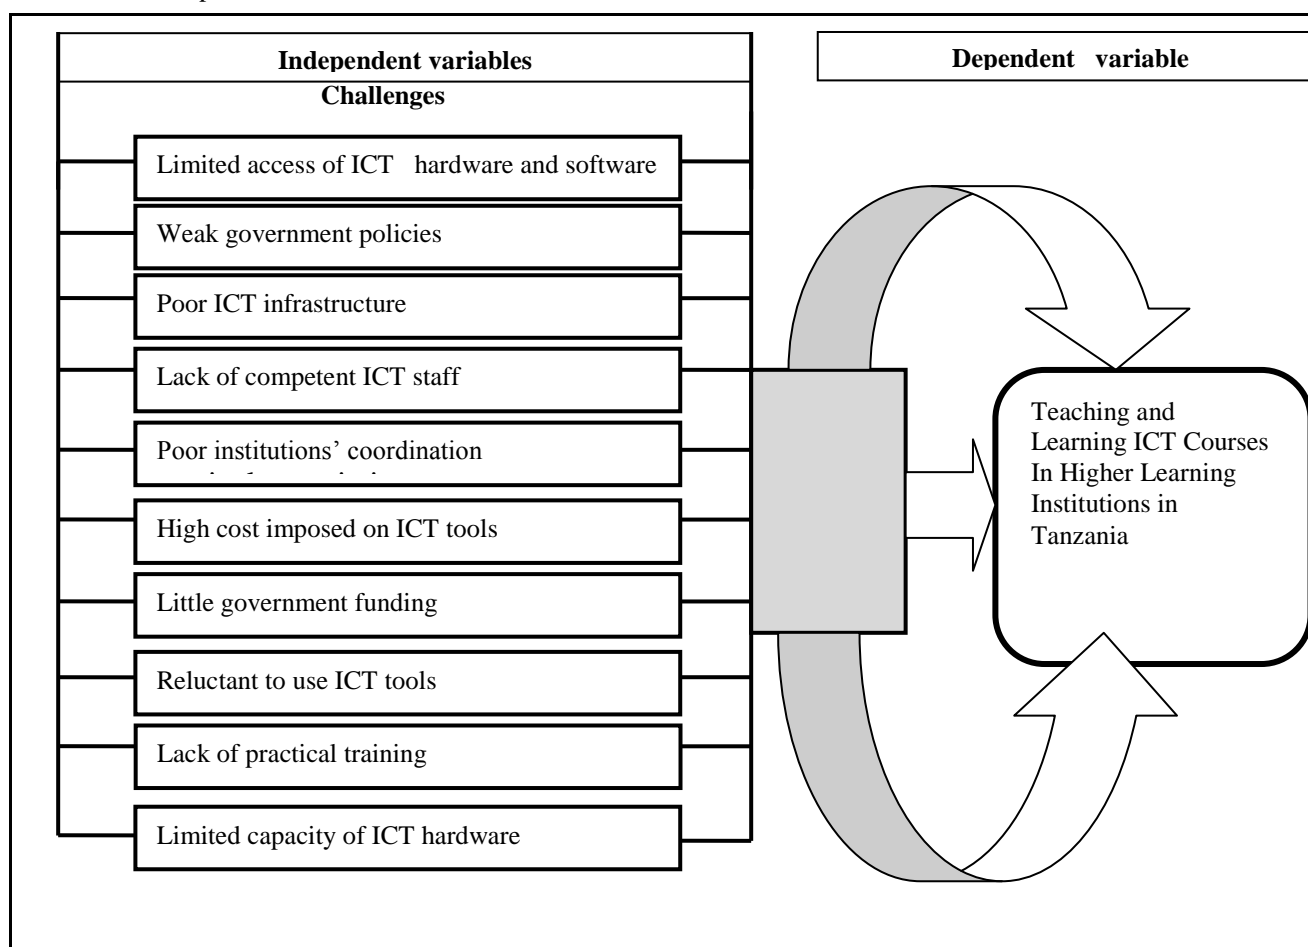 Independent variables
Dependent variable
Challenges
Limited access of ICT hardware and software
Weak government policies
Poor ICT infrastructure
Lack of competent ICT staff
Poor institutions’ coordination
High cost imposed on ICT tools
Little government funding
Reluctant to use ICT tools
Lack of practical training
Limited capacity of ICT hardware
Teaching and
Learning ICT Courses
In Higher Learning
Institutions in
Tanzania